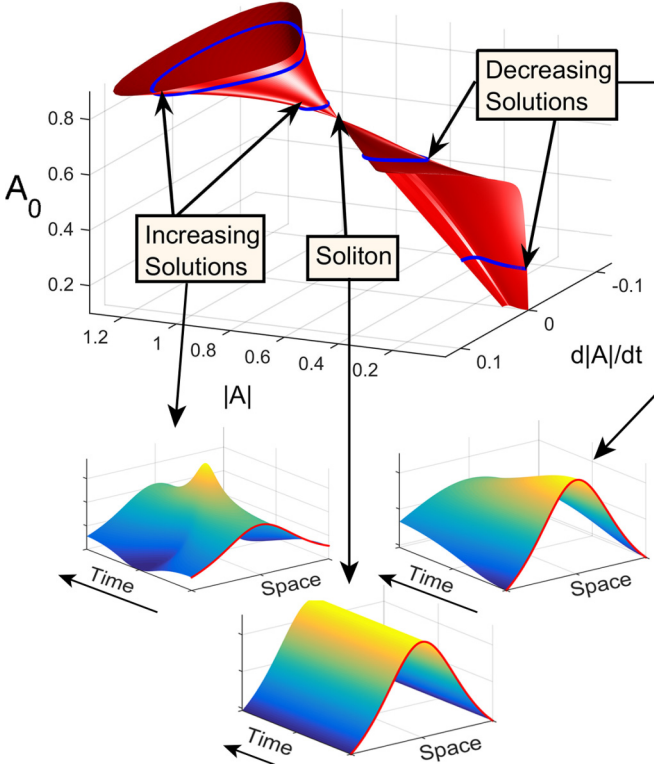 Decreasing
Solutions
0.8
0.6
A0
0.4
Increasing
Solutions
Soliton
0.2
-0.1
0
0.1
1.2
1
0.8
0.6
0.4
0.2
d|A|/dt
|A|
Time
Space
Time
Space
Time
Space